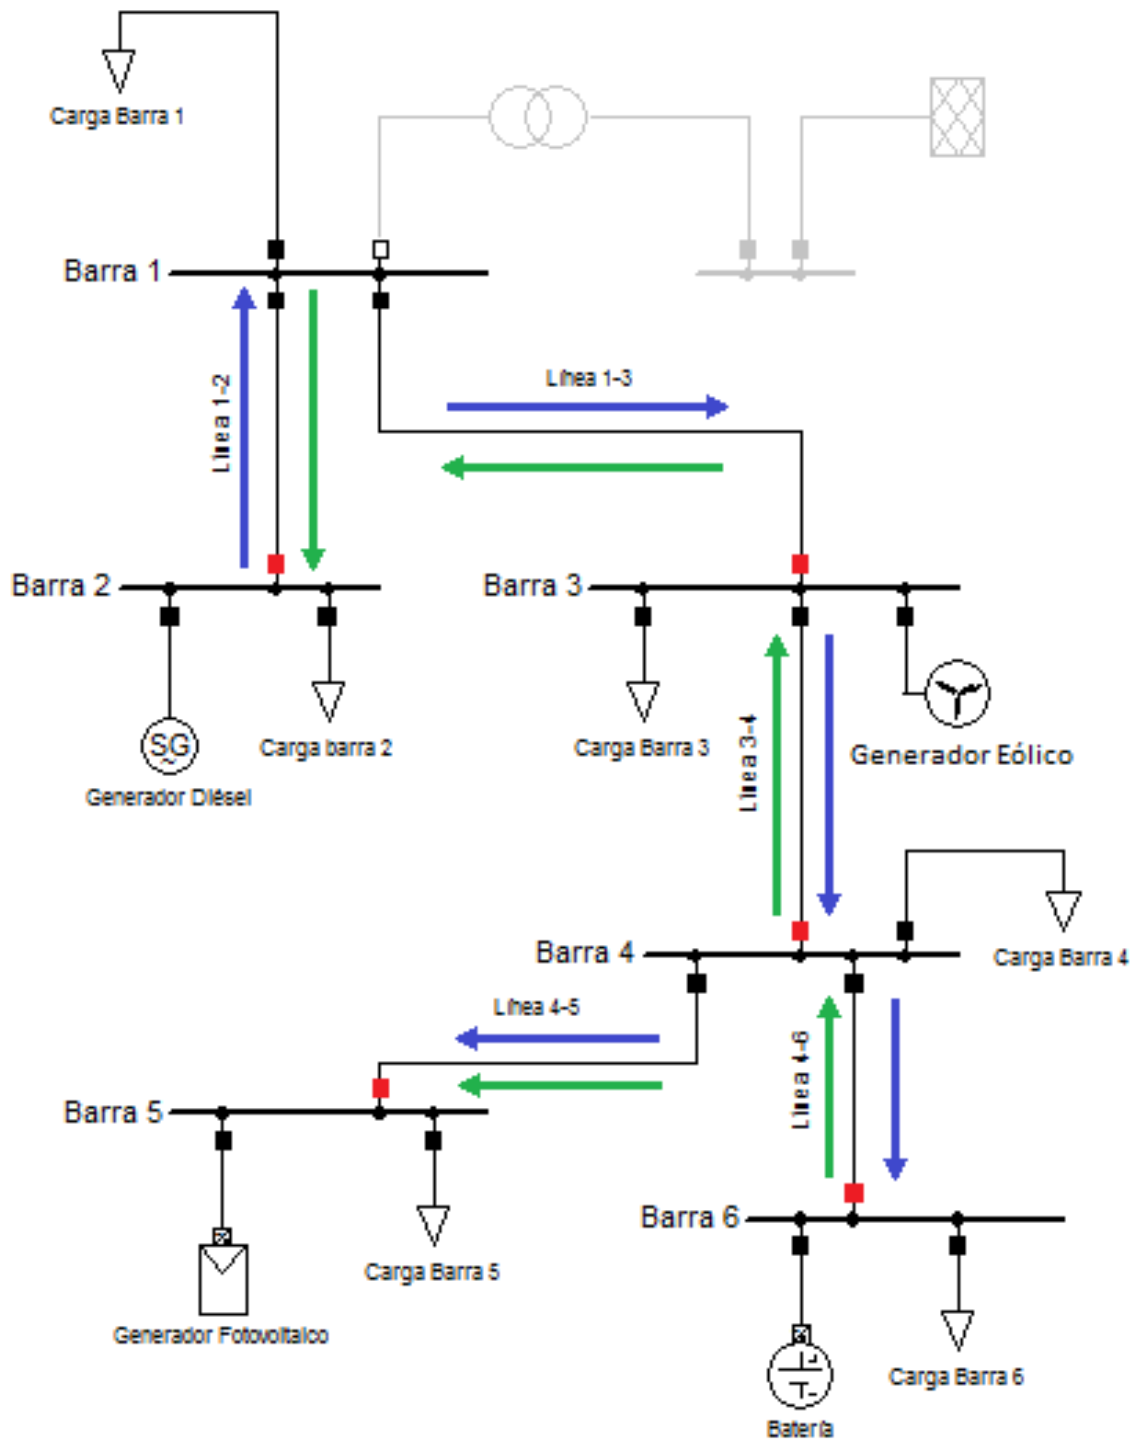 Carga Barra 1
Barra 1
Línea 1-2
Línea 1-3
Barra 2
Barra 3
SG
~
Carga barra 2
Generador Diésel
Carga Barra 3
Generador Eólico
Línea 3-4
Barra 4
Carga Barra 4
Línea 4-5
Línea 4-6
Barra 5
Carga Barra 5
Generador Fotovoltaico
Barra 6
Carga Barra 6
Batería